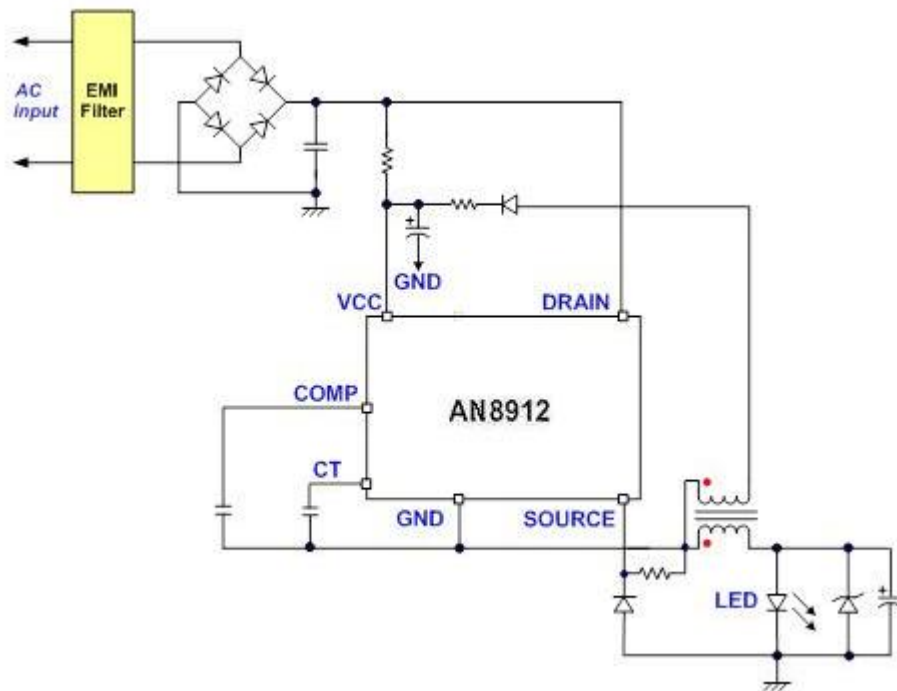 AC
Input
EMI
Filter
GND
VCC
DRAIN
COMP
AN8912
CT
GND
SOURCE
LED